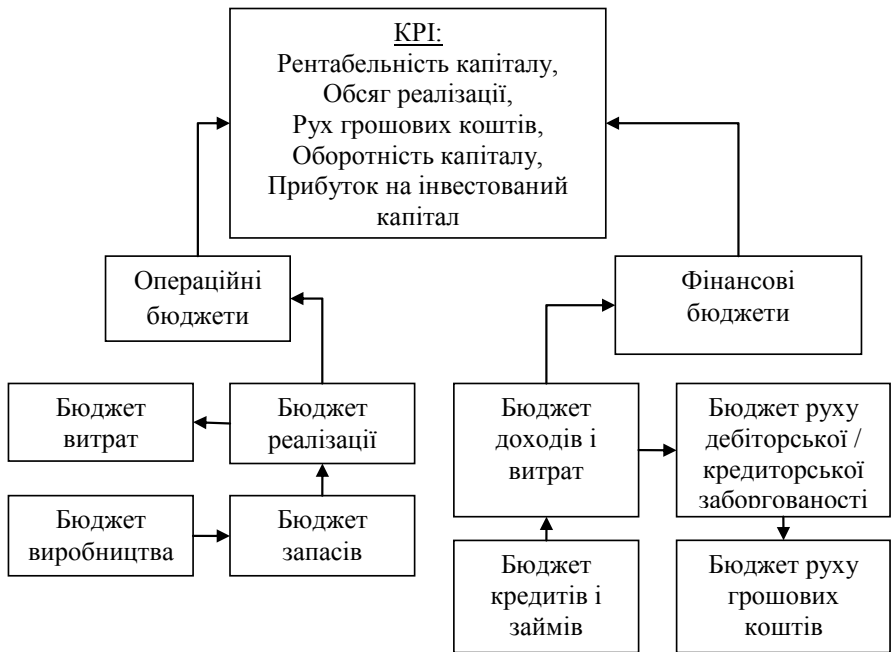 КРІ:
Рентабельність капіталу,
Обсяг реалізації,
Рух грошових коштів,
Оборотність капіталу,
Прибуток на інвестований
капітал
Операційні
бюджети
Фінансові
бюджети
Бюджет
витрат
Бюджет
реалізації
Бюджет
доходів і
витрат
Бюджет руху
дебіторської /
кредиторської
заборгованості
Бюджет
виробництва
Бюджет
запасів
Бюджет
кредитів і
займів
Бюджет руху
грошових
коштів